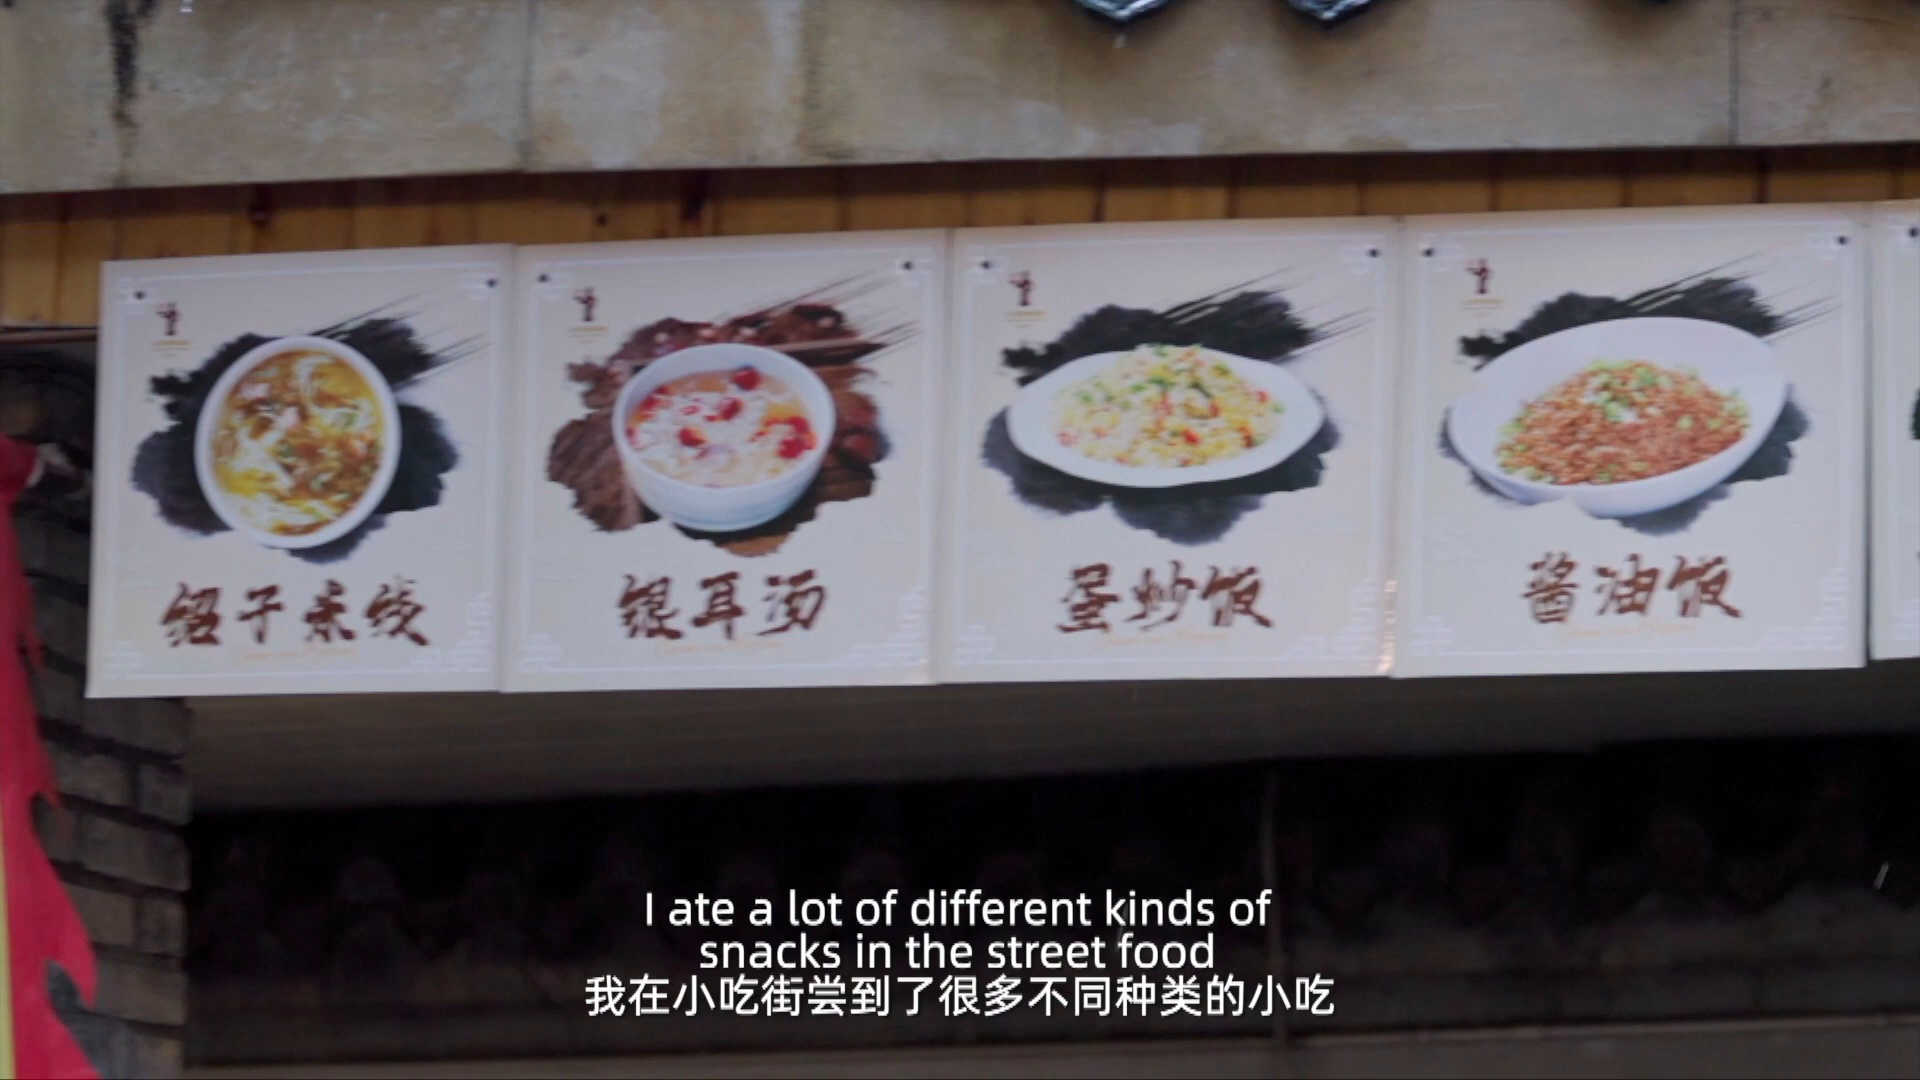 绍子米线
银耳汤
蛋炒饭
酱油饭
I ate a lot of different kinds of
snacks in the street food
我在小吃街尝到了很多不同种类的小吃